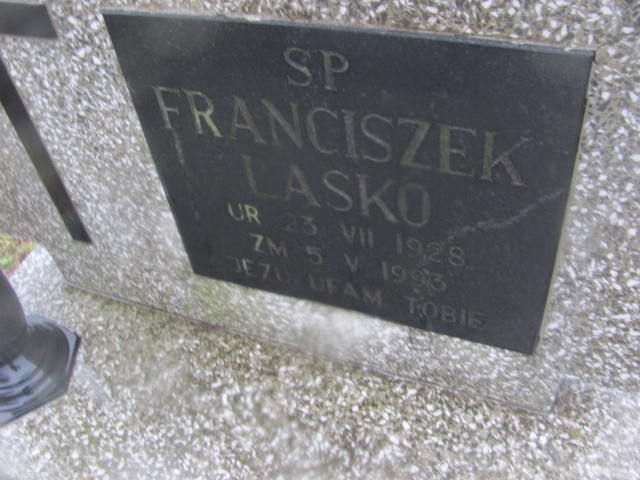 SP
FRANCISZEK
LASKO
UR 23 VII 1928
ZM 5 V 1993
JEZU UFAM TOBIE